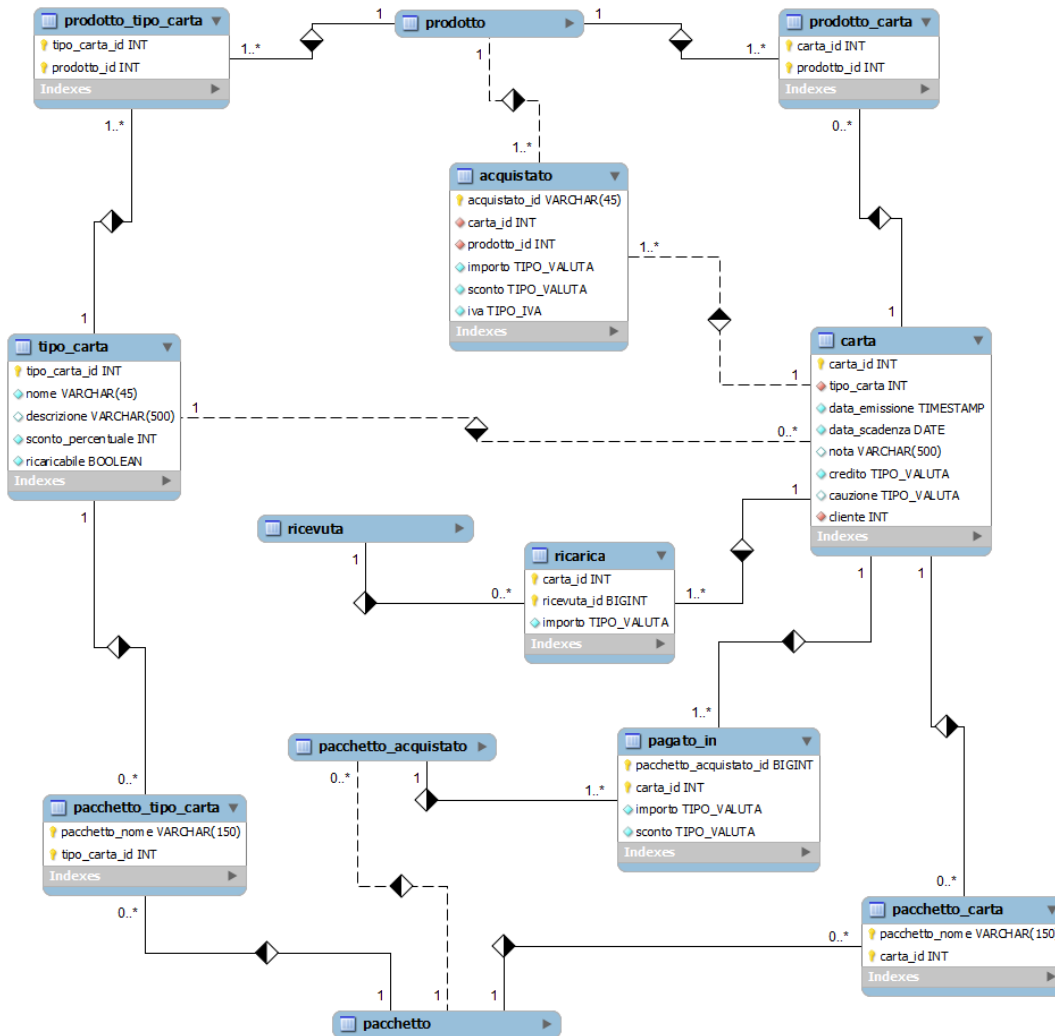 prodotto_tipo_carta
tipo_carta_id INT
prodotto_id INT
Indexes
1
prodotto
1
prodotto_carta
carta_id INT
prodotto_id INT
Indexes
1..*
1
1..*
1..*
1..*
0..*
acquistato
acquistato_id VARCHAR(45)
carta_id INT
prodotto_id INT
importo TIPO_VALUTA
sconto TIPO_VALUTA
iva TIPO_IVA
Indexes
1..*
1
1
1
tipo_carta
tipo_carta_id INT
nome VARCHAR(45)
descrizione VARCHAR(500)
sconto_percentuale INT
ricaricabile BOOLEAN
Indexes
1
0..*
1
carta
carta_id INT
tipo_carta INT
data_emissione TIMESTAMP
data_scadenza DATE
nota VARCHAR(500)
credito TIPO_VALUTA
cauzione TIPO_VALUTA
cliente INT
Indexes
1
ricevuta
1
0..*
ricarica
carta_id INT
ricevuta_id BIGINT
importo TIPO_VALUTA
Indexes
1..*
1
1
1..*
pacchetto_acquistato
0..*
1
1..*
pagato_in
pacchetto_acquistato_id BIGINT
carta_id INT
importo TIPO_VALUTA
sconto TIPO_VALUTA
Indexes
0..*
pacchetto_tipo_carta
pacchetto_nome VARCHAR(150)
tipo_carta_id INT
Indexes
0..*
0..*
pacchetto_carta
pacchetto_nome VARCHAR(150
carta_id INT
Indexes
0..*
1
1
1
pacchetto